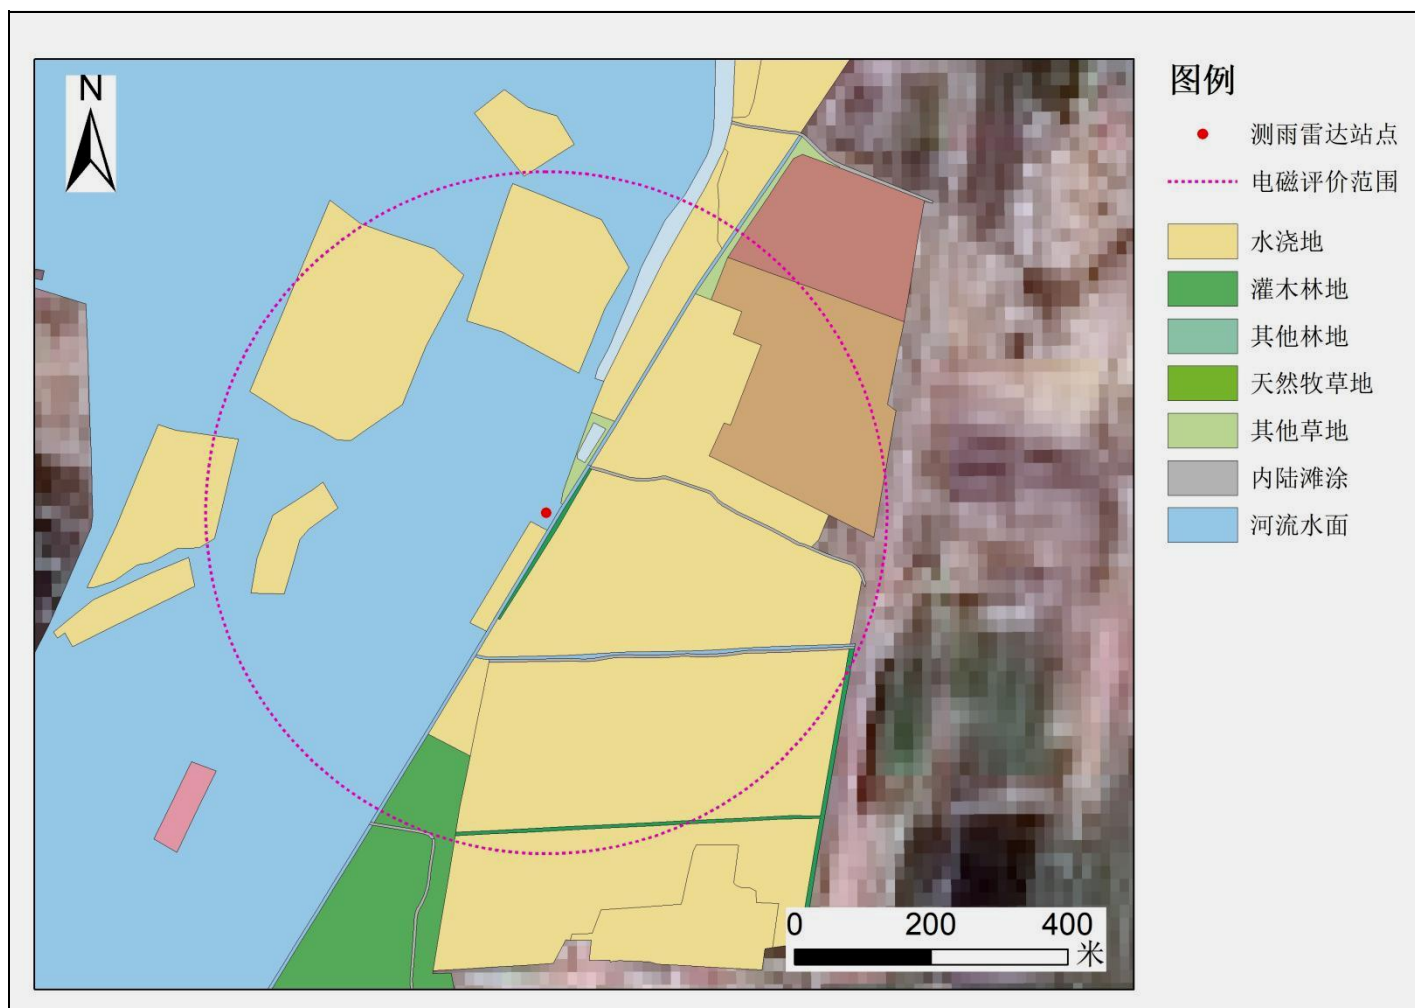 N
图例
测雨雷达站点
电磁评价范围
水浇地
灌木林地
其他林地
天然牧草地
其他草地
内陆滩涂
河流水面
0 200 400
米